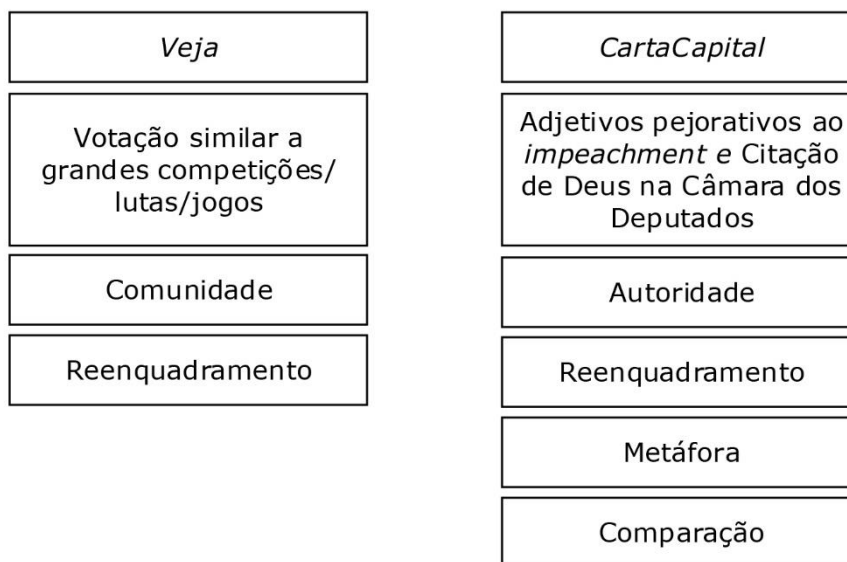 Veja
Votação similar a
grandes competições/
lutas/jogos
Comunidade
Reenquadramento
CartaCapital
Adjetivos pejorativos ao
impeachment e Citação
de Deus na Câmara dos
Deputados
Autoridade
Reenquadramento
Metáfora
Comparação